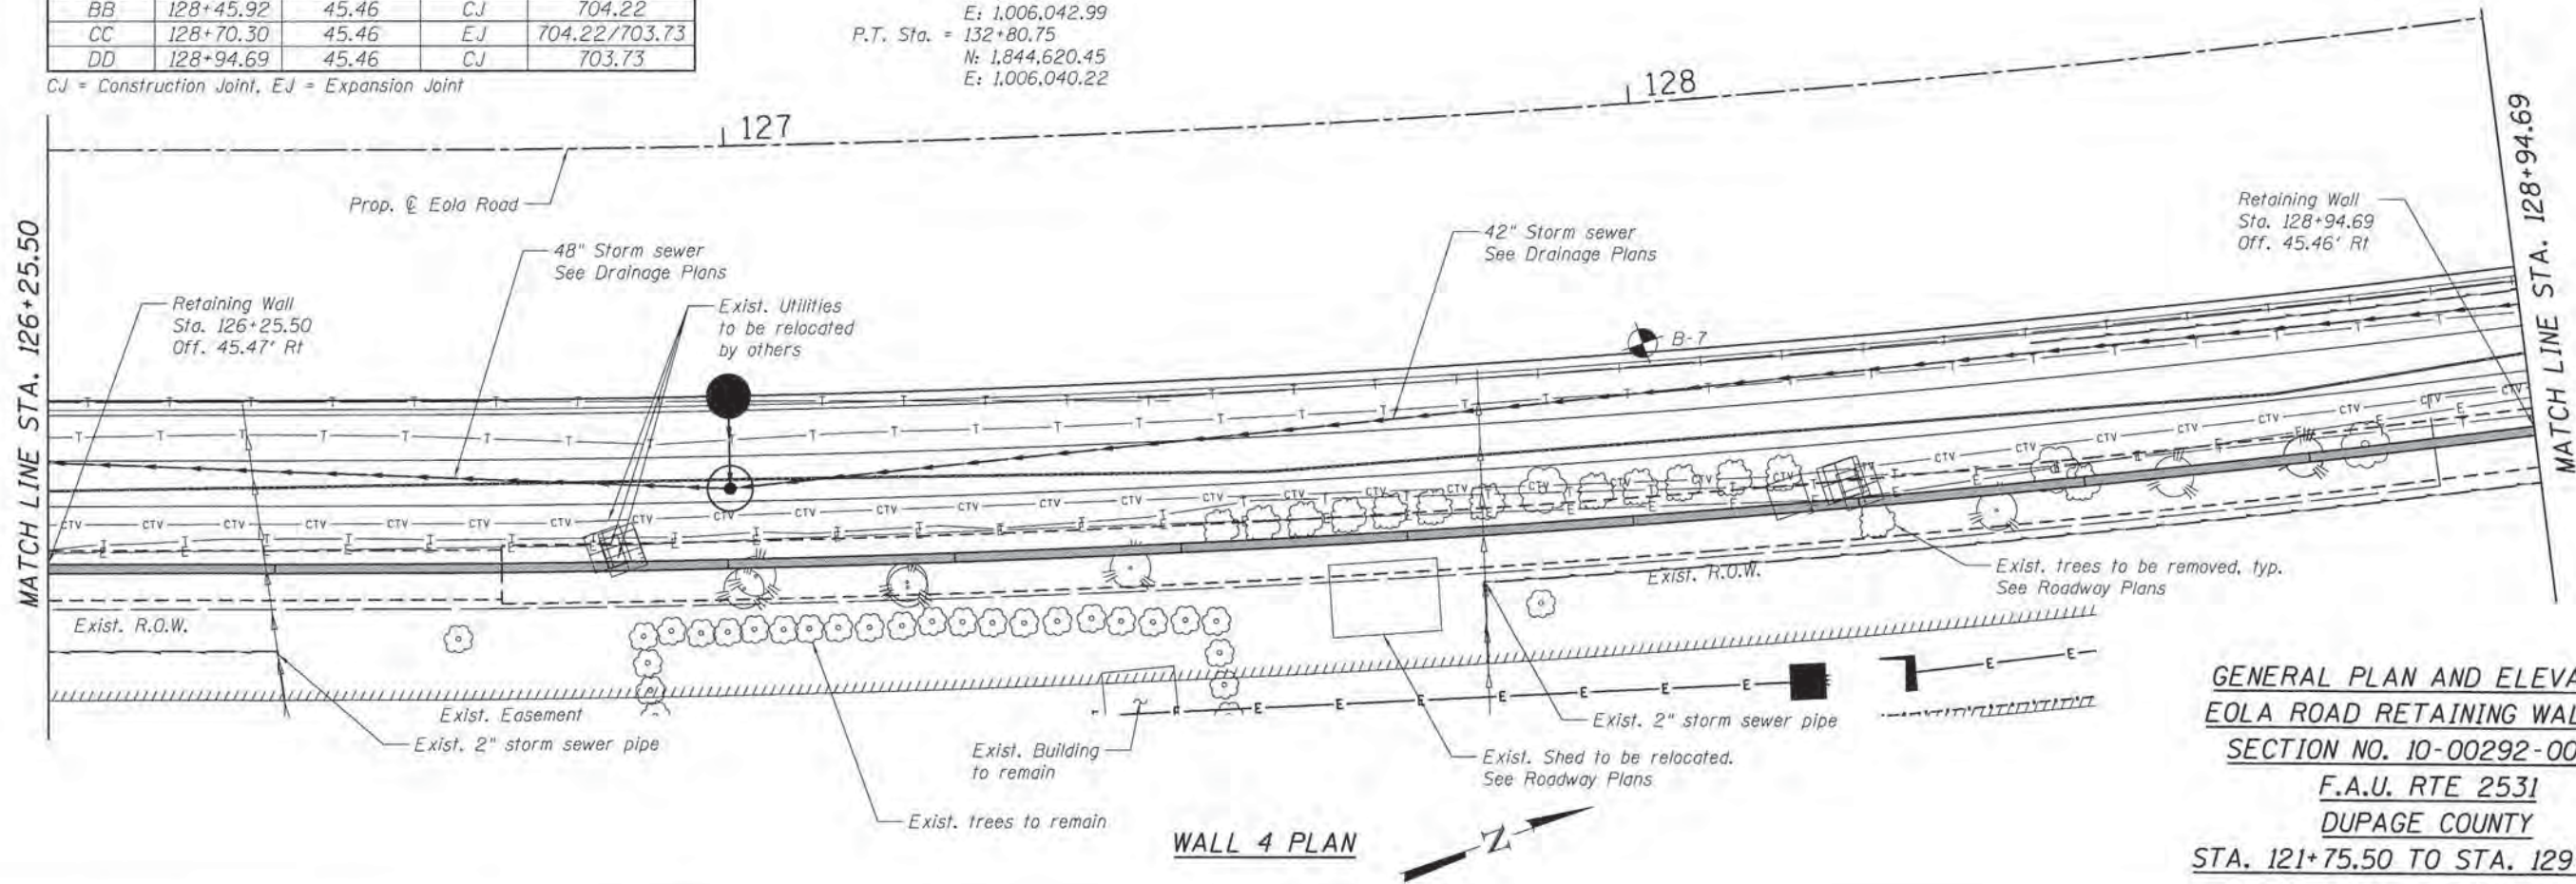 BB 128+45.92 45.46 CJ 704.22
CC 128+70.30 45.46 EJ 704.22/703.73
DD 128+94.69 45.46 CJ 703.73
CJ = Construction Joint, EJ = Expansion Joint
E: 1,006,042.99
P.T. Sta. = 132+80.75
N: 1,844,620.45
E: 1,006,040.22
127
128
MATCH LINE STA. 126+25.50
MATCH LINE STA. 128+94.69
Prop. ℄ Eola Road
48" Storm sewer
See Drainage Plans
42" Storm sewer
See Drainage Plans
Retaining Wall
Sta. 128+94.69
Off. 45.46' Rt
Retaining Wall
Sta. 126+25.50
Off. 45.47' Rt
Exist. Utilities
to be relocated
by others
B-7
Exist. R.O.W.
Exist. R.O.W.
Exist. trees to be removed, typ.
See Roadway Plans
Exist. Easement
Exist. 2" storm sewer pipe
Exist. Building
to remain
Exist. 2" storm sewer pipe
Exist. Shed to be relocated.
See Roadway Plans
Exist. trees to remain
WALL 4 PLAN
Z
GENERAL PLAN AND ELEVA
EOLA ROAD RETAINING WAL
SECTION NO. 10-00292-00
F.A.U. RTE 2531
DUPAGE COUNTY
STA. 121+75.50 TO STA. 129